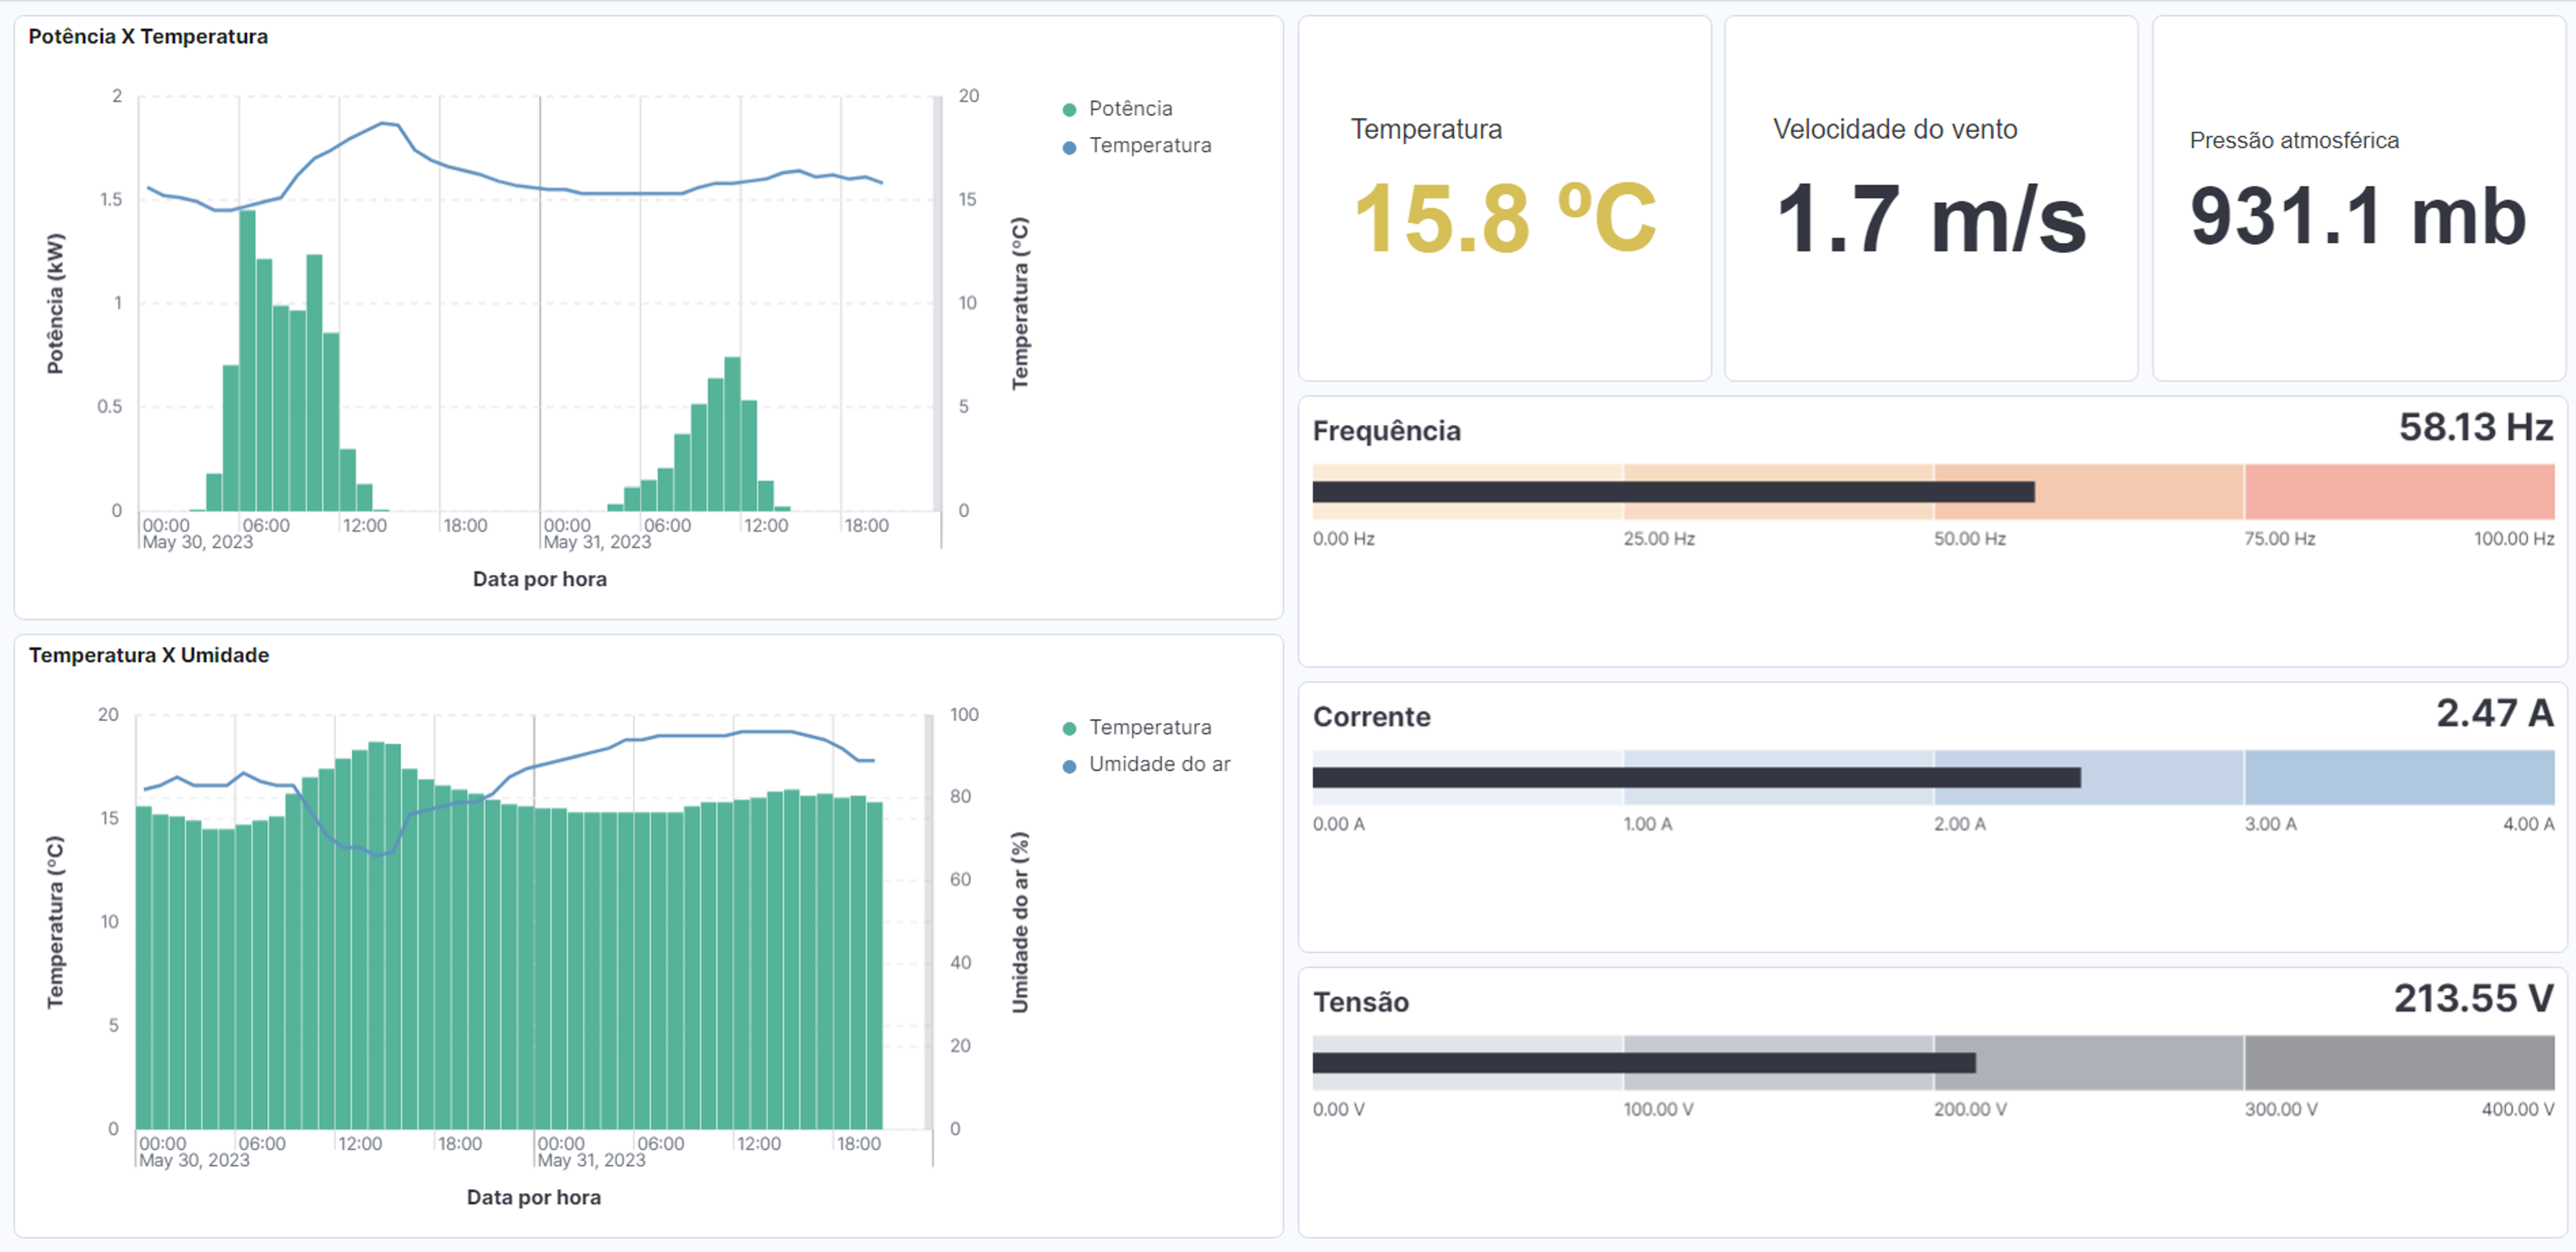 Potência X Temperatura
2
1.5
1
0.5
0
20
15
10
5
0
Potência (kW)
Temperatura (ºC)
00:00 06:00 12:00 18:00 00:00 06:00 12:00 18:00
May 30, 2023 May 31, 2023
Data por hora
Potência
Temperatura
Temperatura
15.8 ºC
Velocidade do vento
1.7 m/s
Pressão atmosférica
931.1 mb
Frequência 58.13 Hz
0.00 Hz 25.00 Hz 50.00 Hz 75.00 Hz 100.00 Hz
Temperatura X Umidade
20
15
10
5
0
100
80
60
40
20
0
Temperatura (ºC)
Umidade do ar (%)
00:00 06:00 12:00 18:00 00:00 06:00 12:00 18:00
May 30, 2023 May 31, 2023
Data por hora
Temperatura
Umidade do ar
Corrente 2.47 A
0.00 A 1.00 A 2.00 A 3.00 A 4.00 A
Tensão 213.55 V
0.00 V 100.00 V 200.00 V 300.00 V 400.00 V